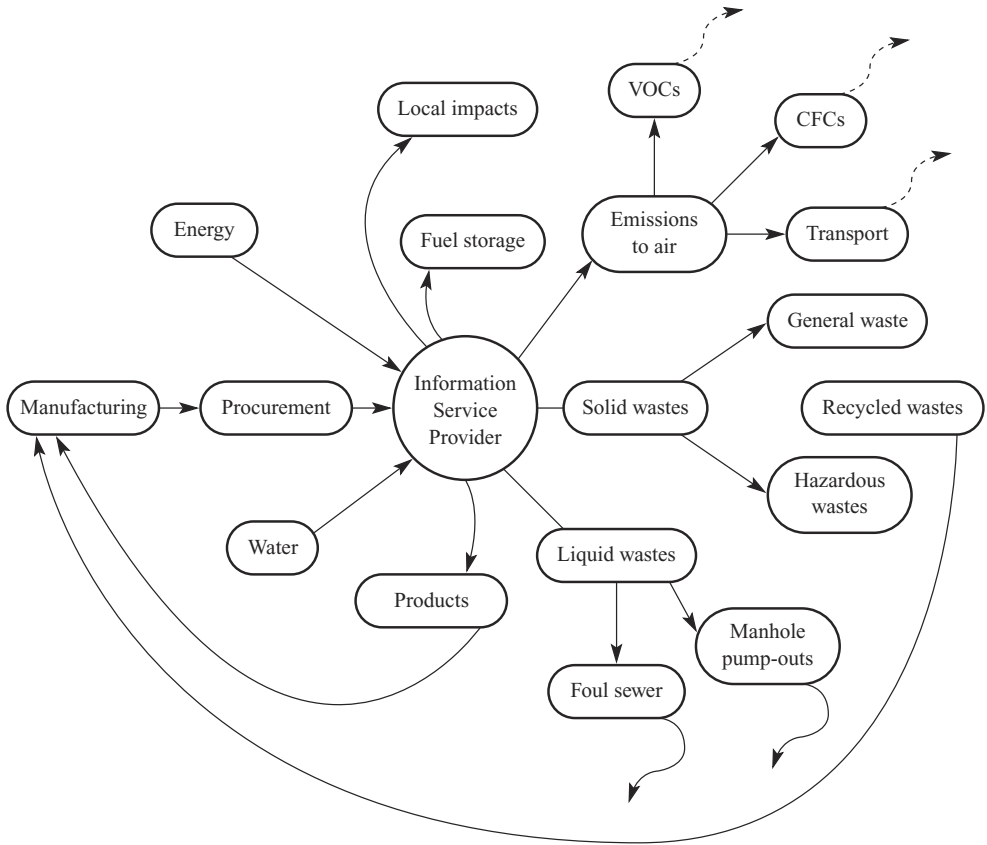 VOCs
Local impacts
CFCs
Energy
Fuel storage
Emissions
to air
Transport
General waste
Manufacturing
Procurement
Information
Service
Provider
Solid wastes
Recycled wastes
Hazardous
wastes
Water
Liquid wastes
Products
Manhole
pump-outs
Foul sewer